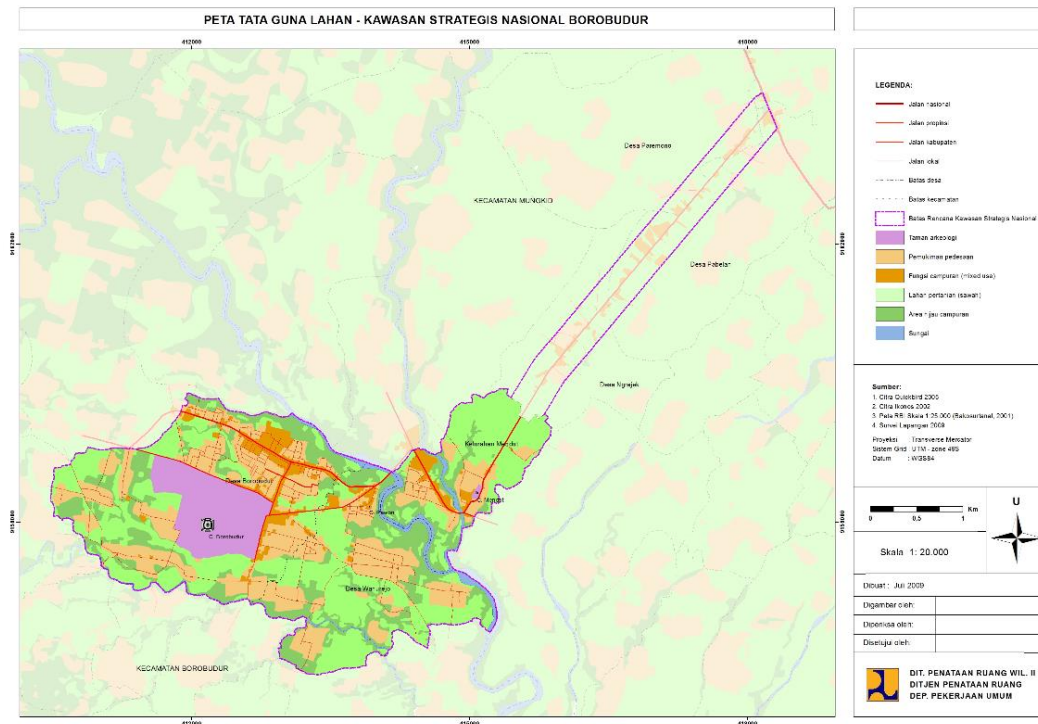 PETA TATA GUNA LAHAN - KAWASAN STRATEGIS NASIONAL BOROBUDUR
412000
415000
418000
Desa Paremono
KECAMATAN MUNGKID
9162000
9162000
Desa Pabelan
Desa Ngrajek
Kelurahan Mendut
Desa Borobudur
C. Mendut
C. Pawon
C. Borobudur
Desa Wanurejo
KECAMATAN BOROBUDUR
412000
415000
418000
LEGENDA:
Jalan nasional
Jalan propinsi
Jalan kabupaten
Jalan lokal
Batas desa
Batas kecamatan
Batas Rencana Kawasan Strategis Nasional
Taman arkeologi
Pemukiman pedesaan
Fungsi campuran (mixed use)
Lahan pertanian (sawah)
Area hijau campuran
Sungai
Sumber:
1. Citra Quickbird 2003
2. Citra Ikonos 2002
3. Peta RBI Skala 1:25.000 (Bakosurtanal, 2001)
4. Survei Lapangan 2009
Proyeksi : Transverse Mercator
Sistem Grid : UTM - zone 49S
Datum : WGS84
0 0.5 1 Km
U
Skala 1: 20.000
Dibuat : Juli 2009
Digambar oleh:
Diperiksa oleh:
Disetujui oleh:
DIT. PENATAAN RUANG WIL. II
DITJEN PENATAAN RUANG
DEP. PEKERJAAN UMUM